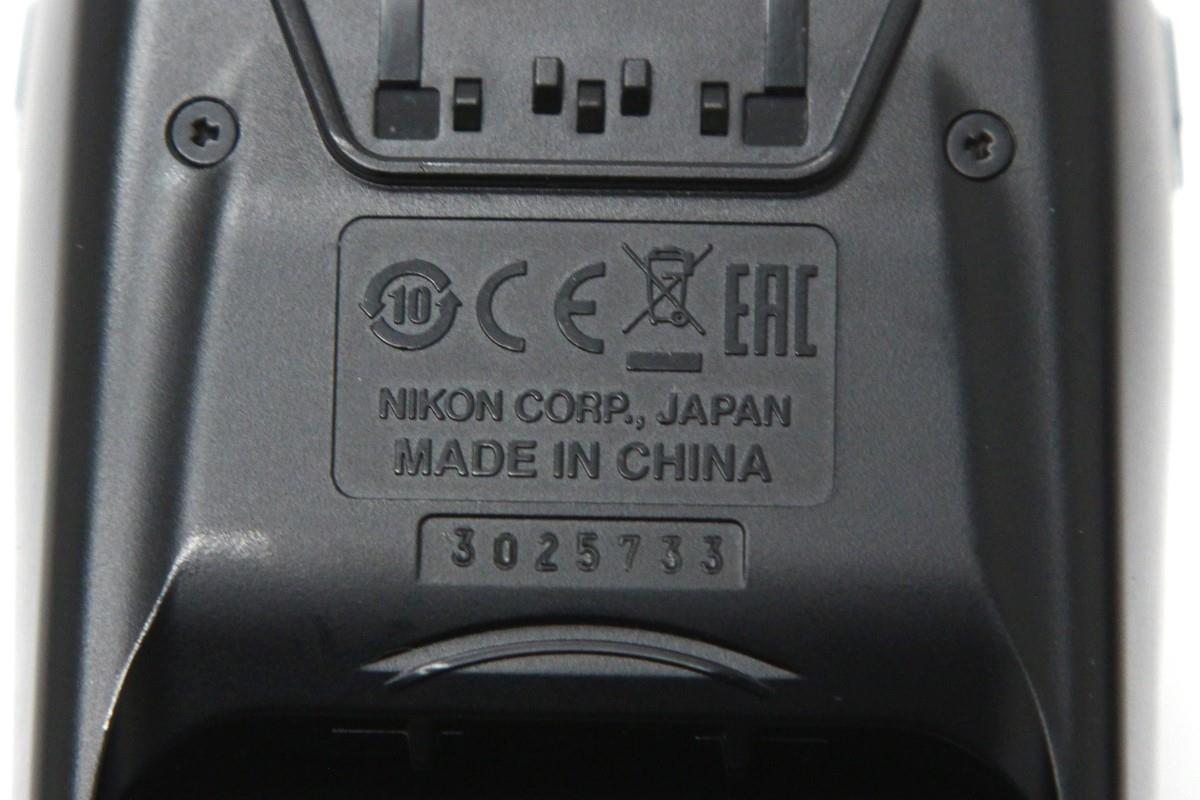 10 CE EAC
NIKON CORP., JAPAN
MADE IN CHINA
3025733